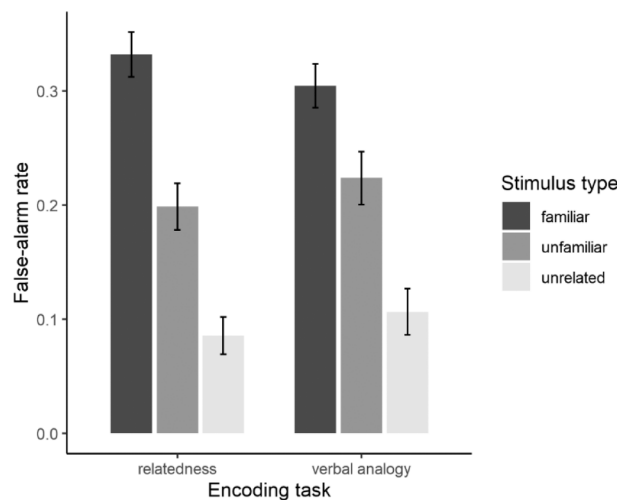 False-alarm rate
0.3
0.2
0.1
0.0
relatedness
verbal analogy
Encoding task
Stimulus type
familiar
unfamiliar
unrelated